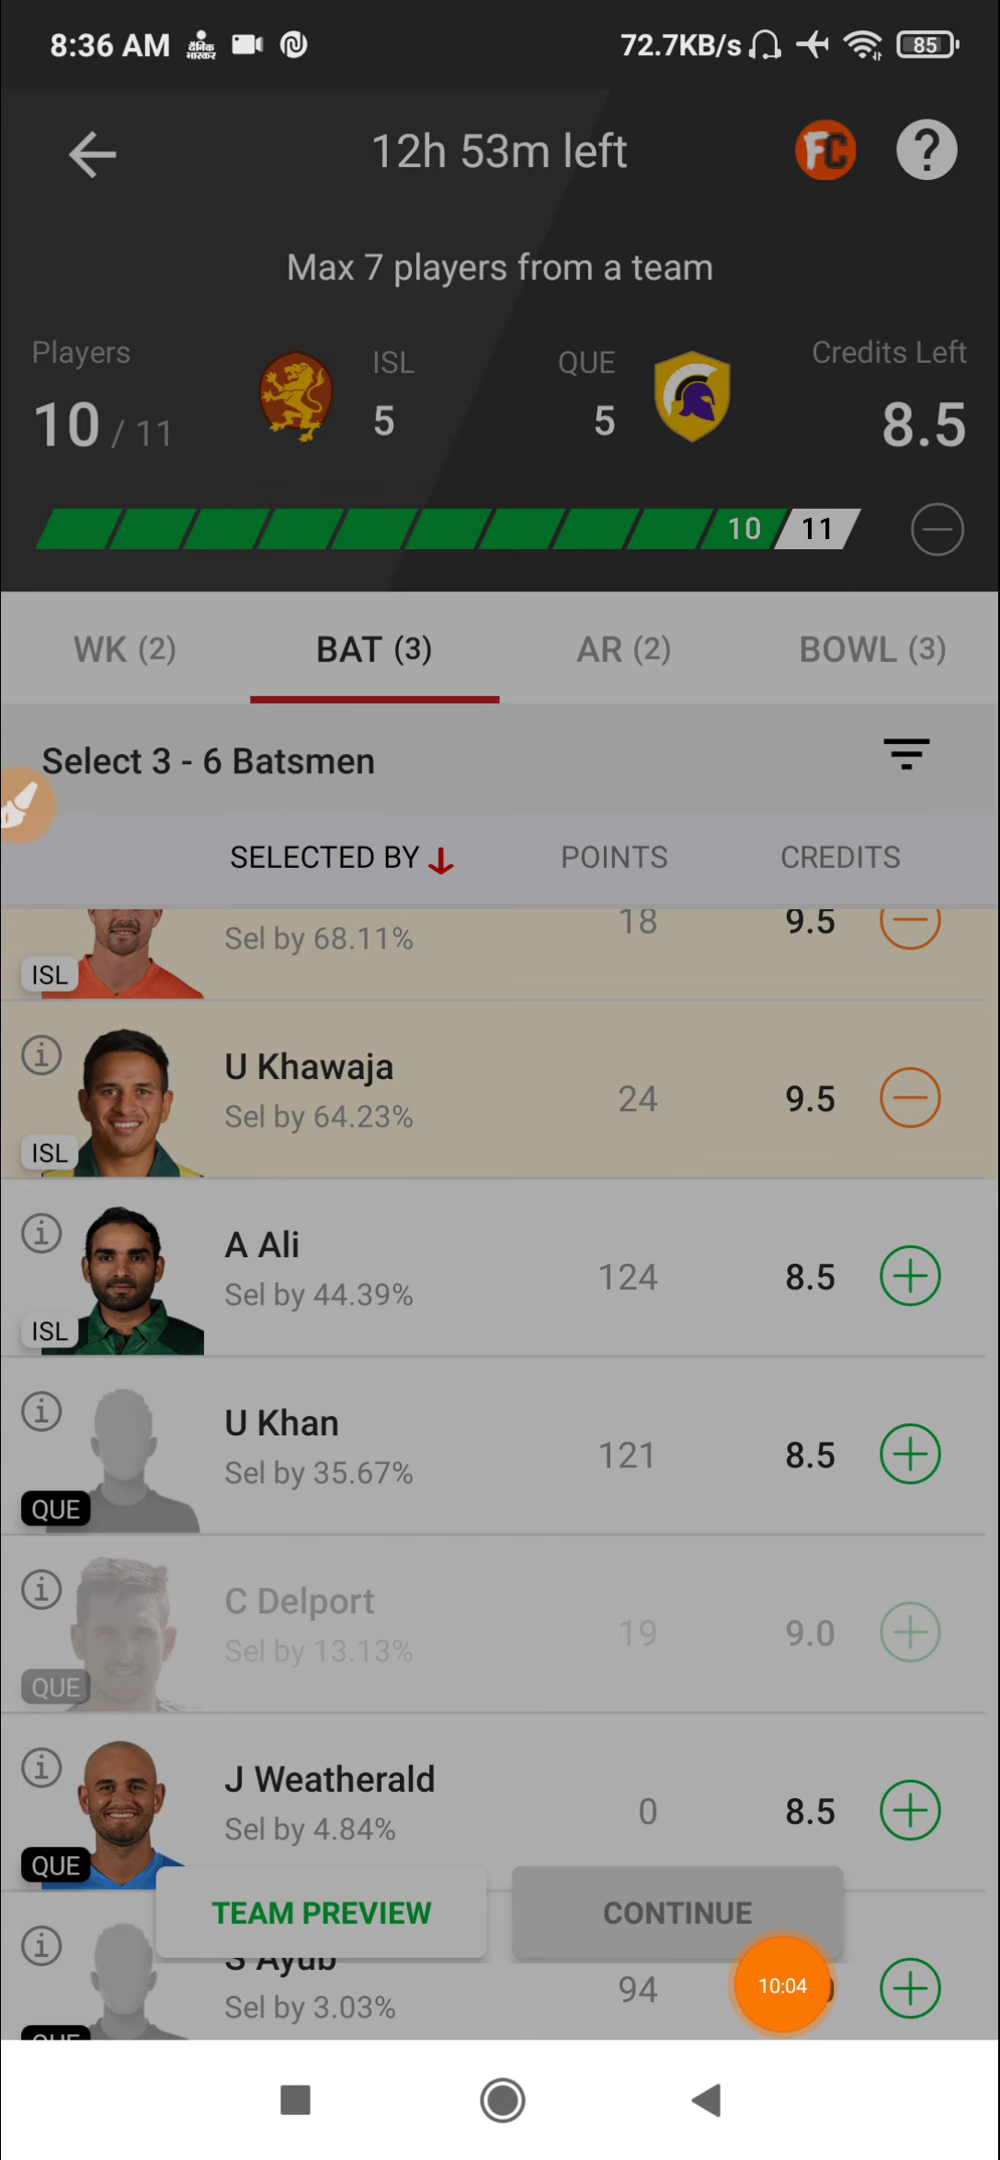 8:36 AM दैनिक भास्कर 72.7KB/s 85
12h 53m left FC ?
Max 7 players from a team
Players ISL QUE Credits Left
10 / 11 5 5 8.5
10 11
WK (2) BAT (3) AR (2) BOWL (3)
Select 3 - 6 Batsmen
SELECTED BY POINTS CREDITS
Sel by 68.11% 18 9.5
ISL
U Khawaja
Sel by 64.23% 24 9.5
ISL
A Ali
Sel by 44.39% 124 8.5
ISL
U Khan
Sel by 35.67% 121 8.5
QUE
C Delport
Sel by 13.13% 19 9.0
QUE
J Weatherald
Sel by 4.84% 0 8.5
QUE
TEAM PREVIEW CONTINUE
S Ayub
Sel by 3.03% 94 10:04
QUE